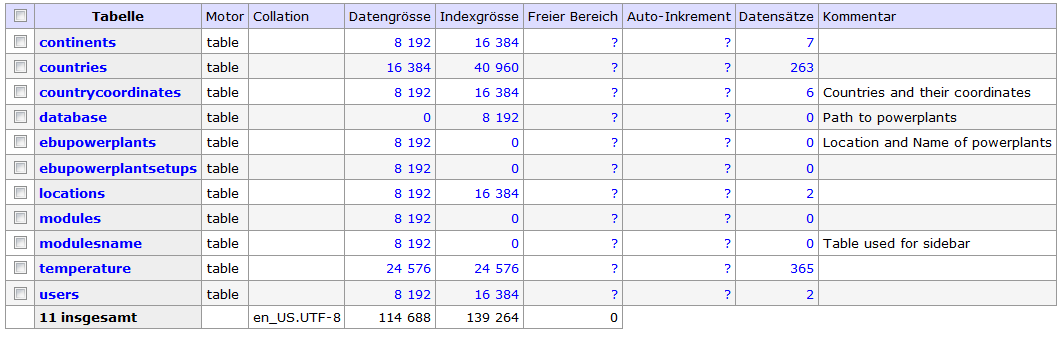 Tabelle Motor Collation Datengrösse Indexgrösse Freier Bereich Auto-Inkrement Datensätze Kommentar
continents table 8 192 16 384 ? ? 7
countries table 16 384 40 960 ? ? 263
countrycoordinates table 8 192 16 384 ? ? 6 Countries and their coordinates
database table 0 8 192 ? ? 0 Path to powerplants
ebupowerplants table 8 192 0 ? ? 0 Location and Name of powerplants
ebupowerplantsetups table 8 192 0 ? ? 0
locations table 8 192 16 384 ? ? 2
modules table 8 192 0 ? ? 0
modulesname table 8 192 0 ? ? 0 Table used for sidebar
temperature table 24 576 24 576 ? ? 365
users table 8 192 16 384 ? ? 2
11 insgesamt en_US.UTF-8 114 688 139 264 0